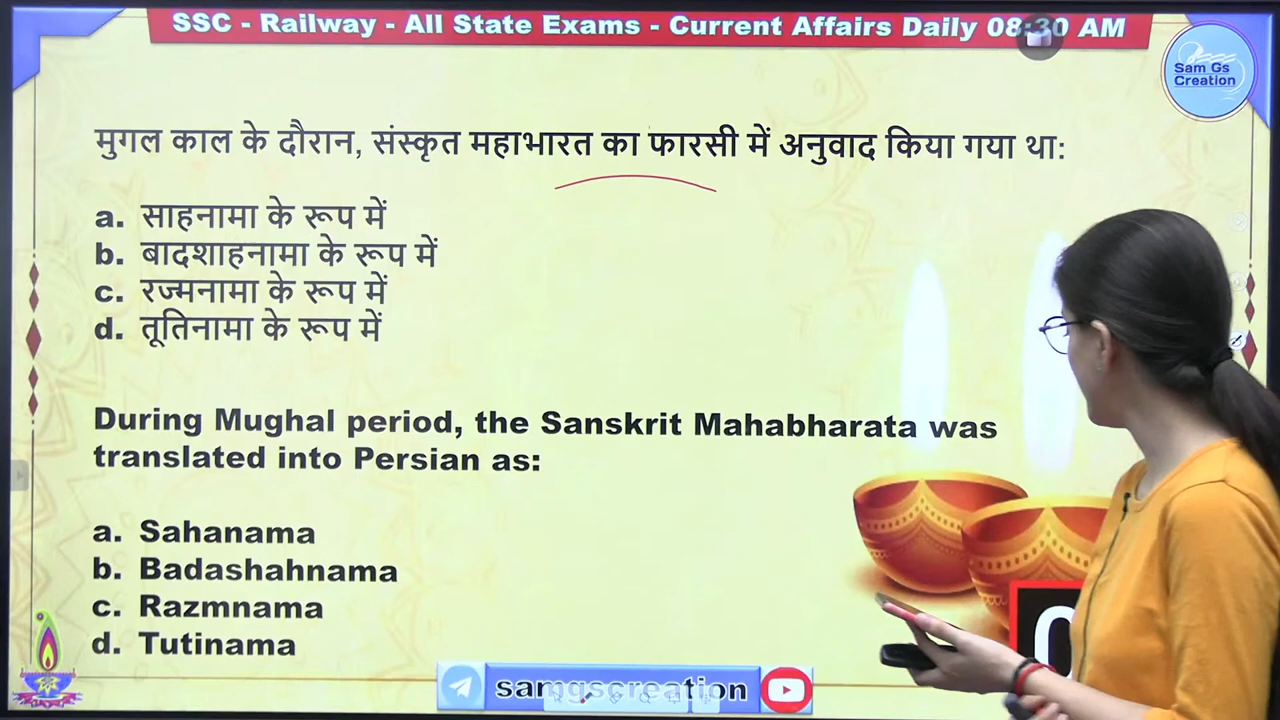 SSC - Railway - All State Exams - Current Affairs Daily 08:30 AM
Sam Gs
Creation
मुगल काल के दौरान, संस्कृत महाभारत का फारसी में अनुवाद किया गया था:
a. साहनामा के रूप में
b. बादशाहनामा के रूप में
c. रज्मनामा के रूप में
d. तूतिनामा के रूप में
During Mughal period, the Sanskrit Mahabharata was
translated into Persian as:
a. Sahanama
b. Badashahnama
c. Razmnama
d. Tutinama
0
samgscreation